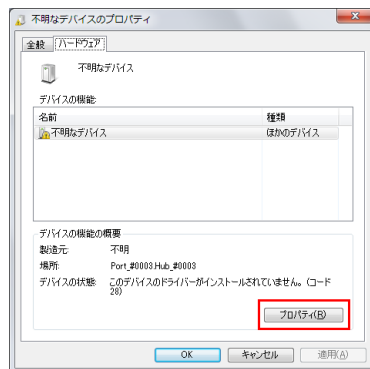 不明なデバイスのプロパティ
全般 ハードウェア
不明なデバイス
デバイスの機能:
名前 種類
不明なデバイス ほかのデバイス
デバイスの機能の概要
製造元: 不明
場所: Port_#0003.Hub_#0003
デバイスの状態: このデバイスのドライバーがインストールされていません。(コード
28)
プロパティ(R)
OK キャンセル 適用(A)